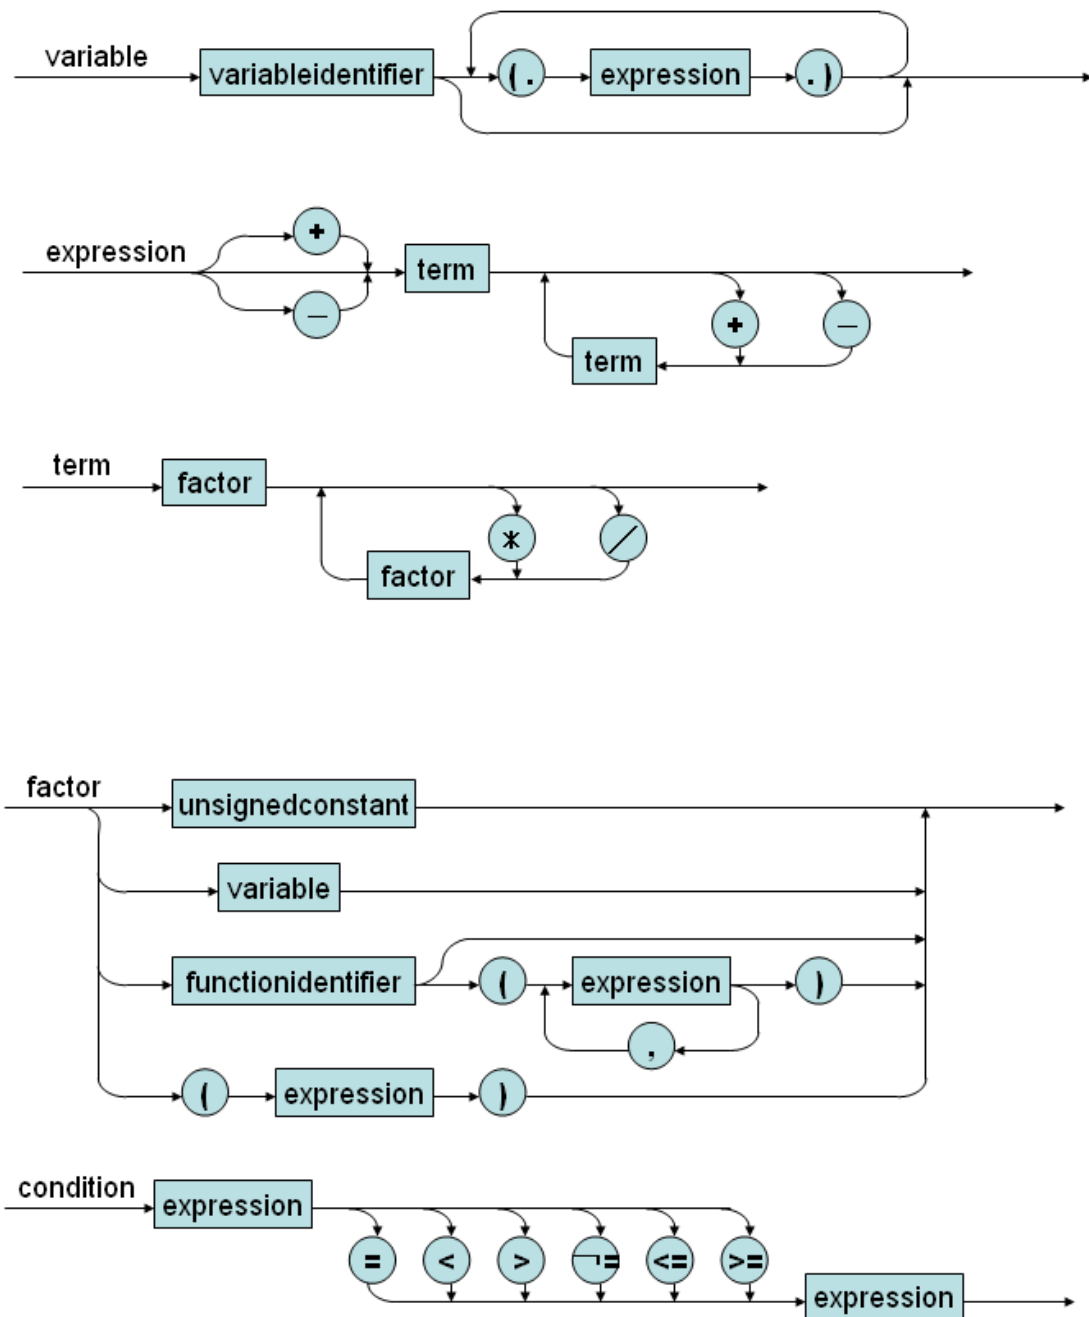 variable
variableidentifier ( . expression . )
+
expression term
–
+ –
term
term factor
* /
factor
factor unsignedconstant
variable
functionidentifier ( expression )
,
( expression )
condition expression
= < > ¬= <= >=
expression